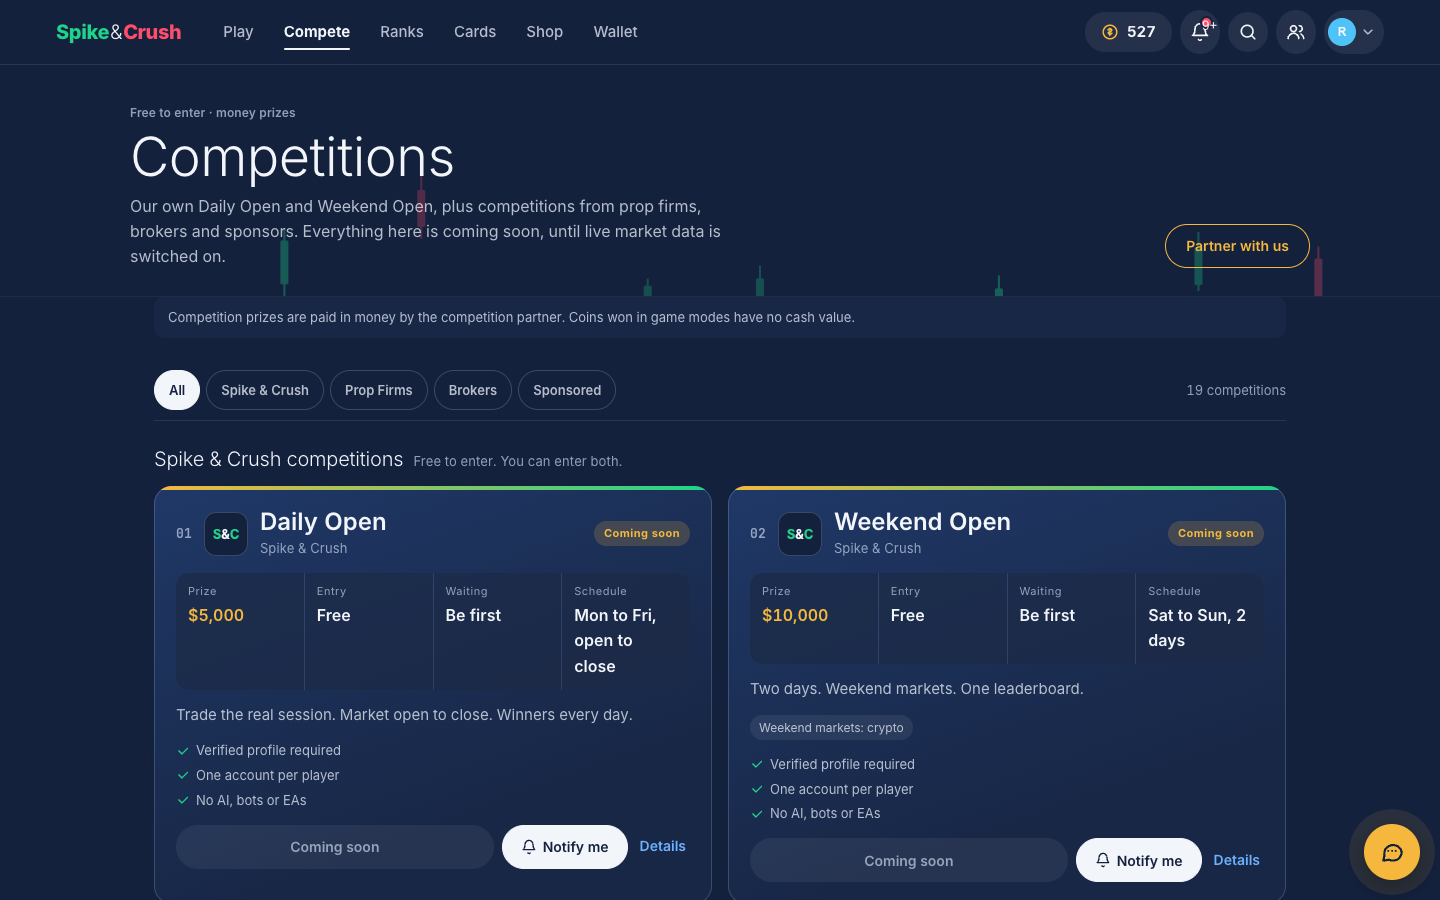 Spike&Crush
Play
Compete
Ranks
Cards
Shop
Wallet
527
9+
R
Free to enter · money prizes
Competitions
Our own Daily Open and Weekend Open, plus competitions from prop firms,
brokers and sponsors. Everything here is coming soon, until live market data is
switched on.
Partner with us
Competition prizes are paid in money by the competition partner. Coins won in game modes have no cash value.
All
Spike & Crush
Prop Firms
Brokers
Sponsored
19 competitions
Spike & Crush competitions
Free to enter. You can enter both.
01
S&C
Daily Open
Spike & Crush
Coming soon
Prize
$5,000
Entry
Free
Waiting
Be first
Schedule
Mon to Fri,
open to
close
Trade the real session. Market open to close. Winners every day.
Verified profile required
One account per player
No AI, bots or EAs
Coming soon
Notify me
Details
02
S&C
Weekend Open
Spike & Crush
Coming soon
Prize
$10,000
Entry
Free
Waiting
Be first
Schedule
Sat to Sun, 2
days
Two days. Weekend markets. One leaderboard.
Weekend markets: crypto
Verified profile required
One account per player
No AI, bots or EAs
Coming soon
Notify me
Details